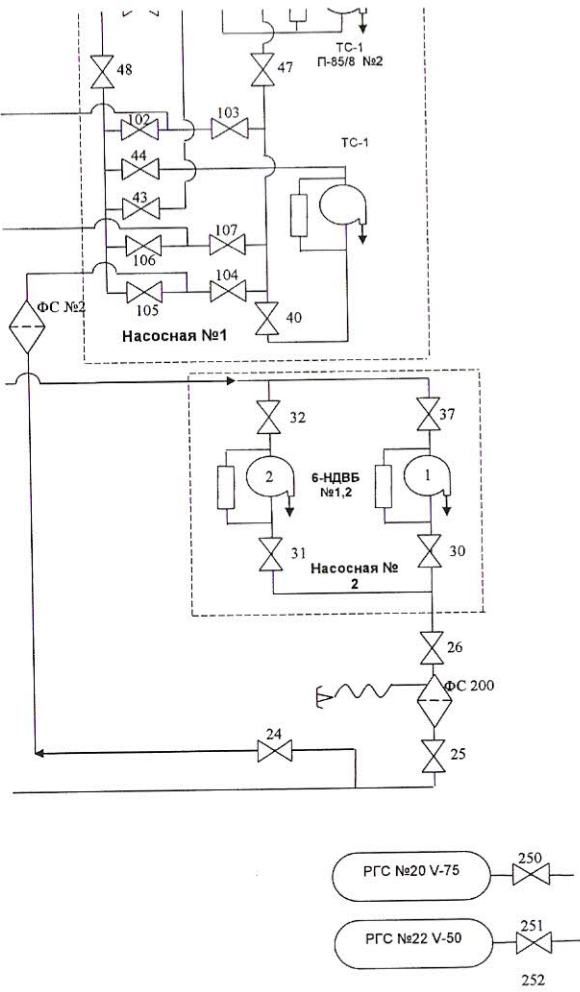 ТС-1
П-85/8 №2
48
47
102
103
ТС-1
44
43
107
106
104
105
ФС №2
40
Насосная №1
32
37
2
6-НДВБ
№1,2
1
31
30
Насосная №
2
26
ФС 200
24
25
РГС №20 V-75
250
РГС №22 V-50
251
252